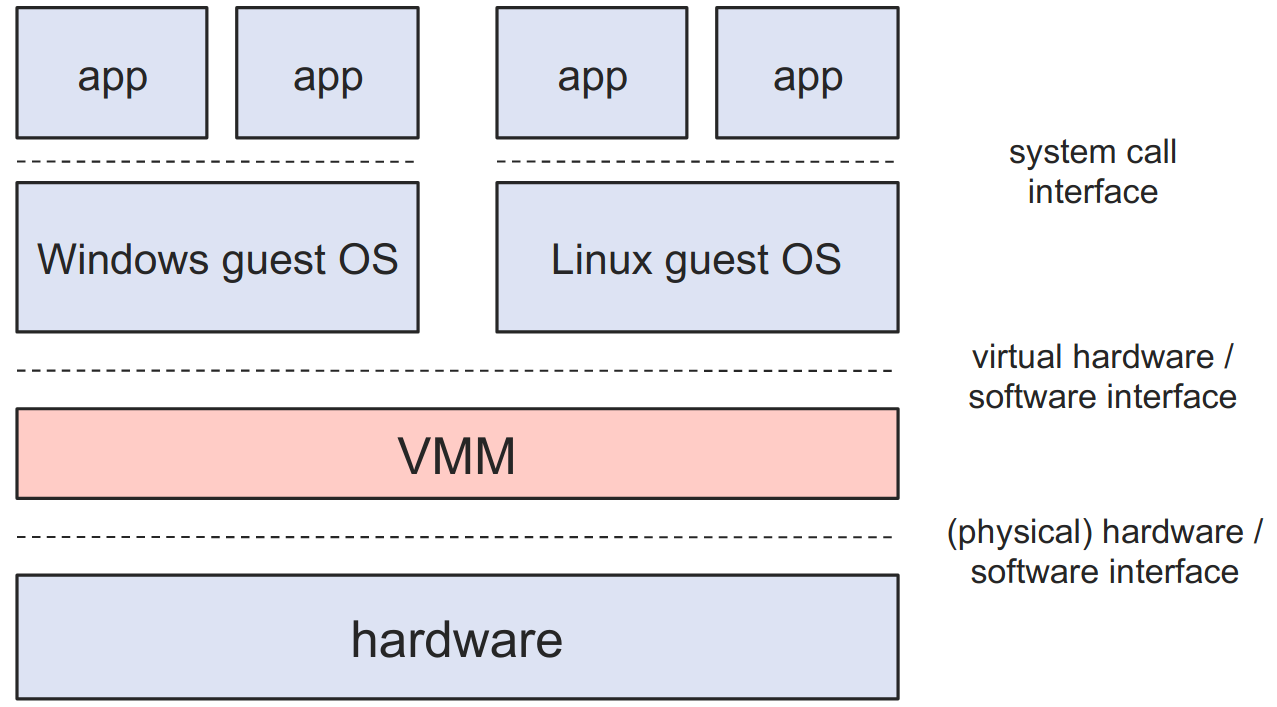 app
app
app
app
system call
interface
Windows guest OS
Linux guest OS
virtual hardware /
software interface
VMM
(physical) hardware /
software interface
hardware